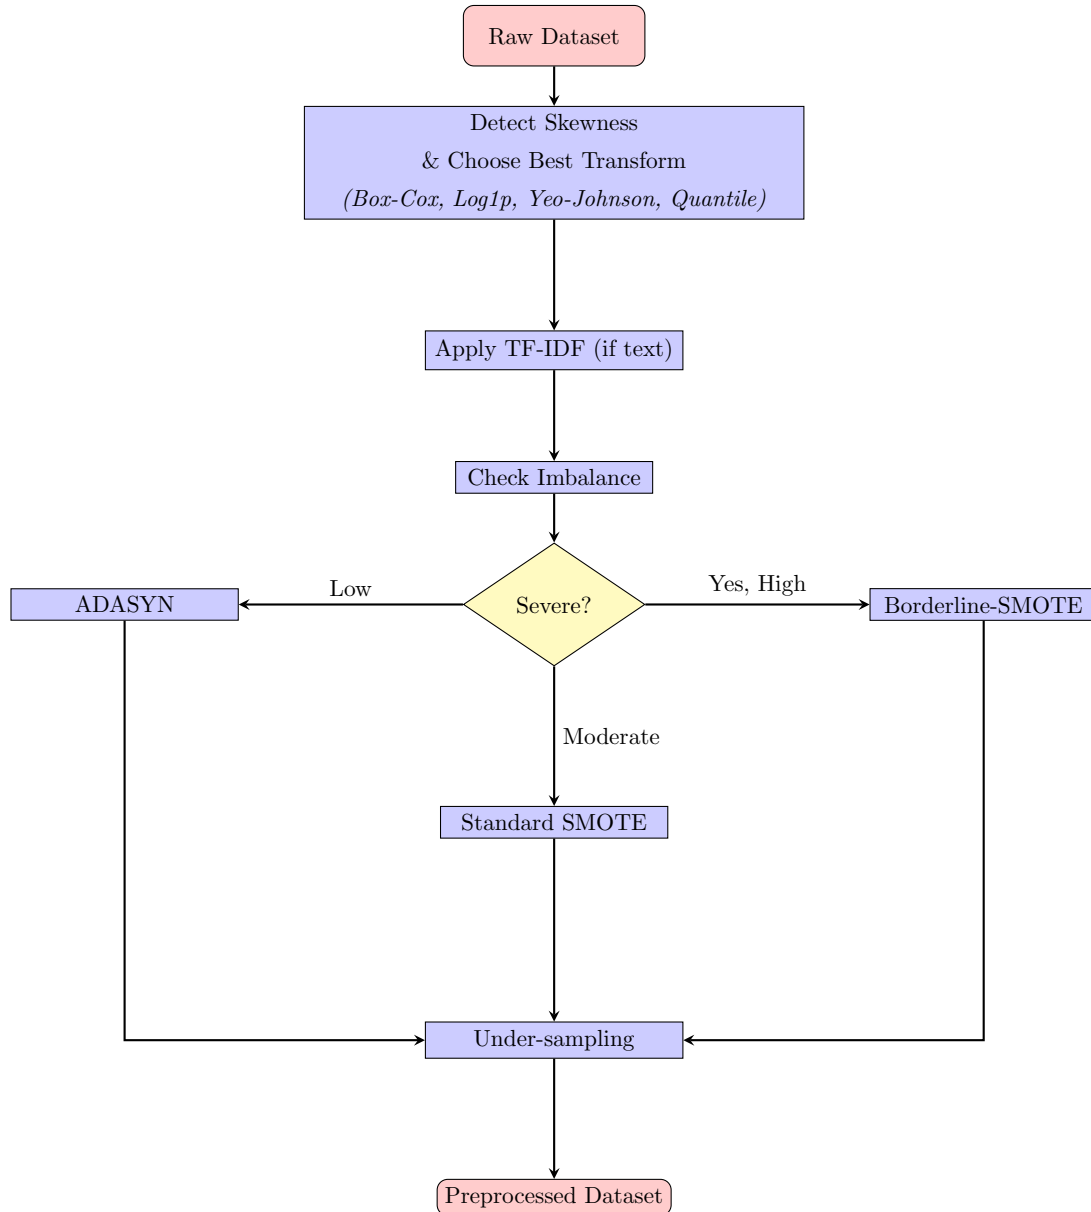 Raw Dataset
Detect Skewness
& Choose Best Transform
(Box-Cox, Log1p, Yeo-Johnson, Quantile)
Apply TF-IDF (if text)
Check Imbalance
Low
Yes, High
ADASYN
Severe?
Borderline-SMOTE
Moderate
Standard SMOTE
Under-sampling
Preprocessed Dataset